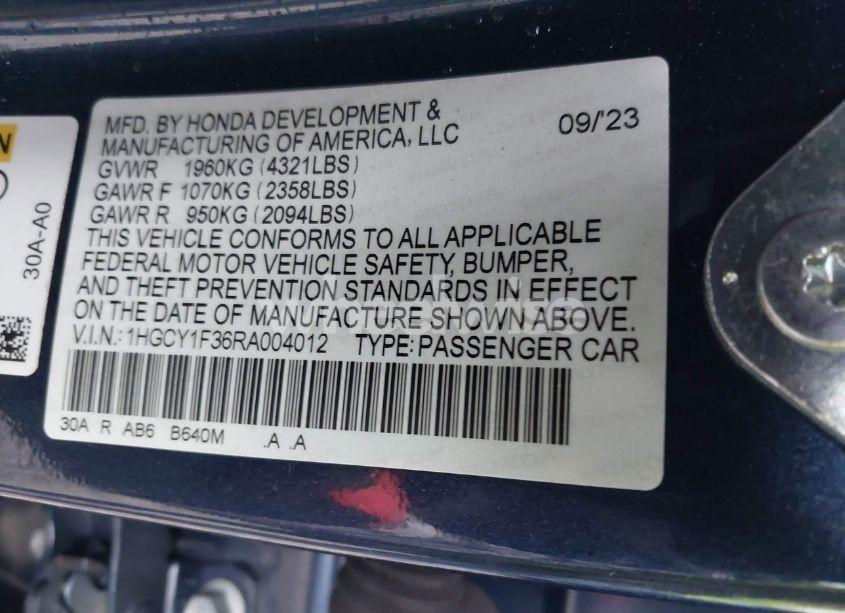 MFD. BY HONDA DEVELOPMENT &
MANUFACTURING OF AMERICA, LLC
09/'23
GVWR 1960KG (4321LBS)
GAWR F 1070KG (2358LBS)
GAWR R 950KG (2094LBS)
THIS VEHICLE CONFORMS TO ALL APPLICABLE
FEDERAL MOTOR VEHICLE SAFETY, BUMPER,
AND THEFT PREVENTION STANDARDS IN EFFECT
ON THE DATE OF MANUFACTURE SHOWN ABOVE.
V.I.N.: 1HGCY1F36RA004012 TYPE: PASSENGER CAR
30A R AB6 B640M .A .A
30A-A0